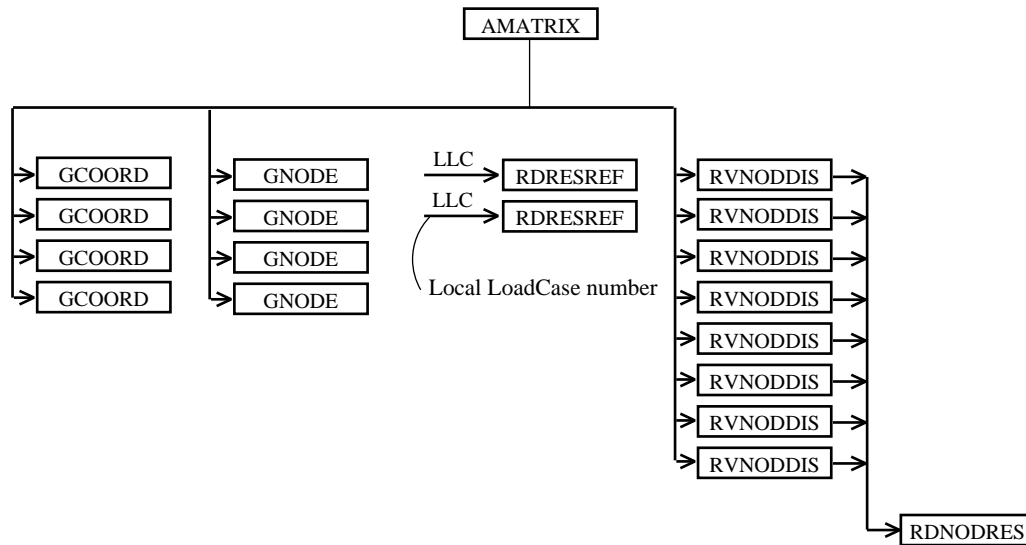 AMATRIX
GCOORD
GCOORD
GCOORD
GCOORD
GNODE
GNODE
GNODE
GNODE
LLC
RDRESREF
LLC
RDRESREF
Local LoadCase number
RVNODDIS
RVNODDIS
RVNODDIS
RVNODDIS
RVNODDIS
RVNODDIS
RVNODDIS
RVNODDIS
RDNODRES